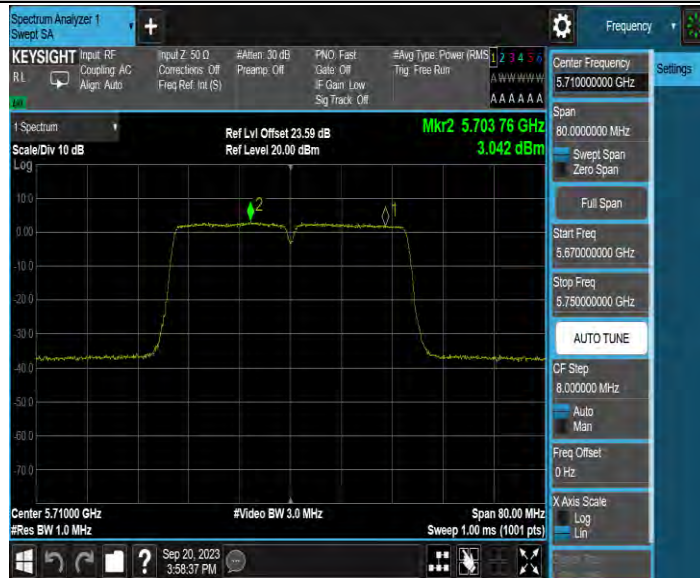 Spectrum Analyzer 1
Swept SA
+
Frequency
KEYSIGHT
Input: RF
Coupling: AC
Align: Auto
RL
Input Z: 50 Ω
Corrections: Off
Freq Ref: Int (S)
#Atten: 30 dB
Preamp: Off
PNO: Fast
Gate: Off
IF Gain: Low
Sig Track: Off
#Avg Type: Power (RMS
Trig: Free Run
1 2 3 4 5 6
A W W W W W
A A A A A A
Center Frequency
5.710000000 GHz
Settings
Span
80.0000000 MHz
Swept Span
Zero Span
Full Span
Start Freq
5.670000000 GHz
Stop Freq
5.750000000 GHz
AUTO TUNE
CF Step
8.000000 MHz
Auto
Man
Freq Offset
0 Hz
X Axis Scale
Log
Lin
1 Spectrum
Scale/Div 10 dB
Ref Lvl Offset 23.59 dB
Ref Level 20.00 dBm
Mkr2 5.703 76 GHz
3.042 dBm
Log
10.0
0.00
-10.0
-20.0
-30.0
-40.0
-50.0
-60.0
-70.0
2
1
Center 5.71000 GHz
#Res BW 1.0 MHz
#Video BW 3.0 MHz
Span 80.00 MHz
Sweep 1.00 ms (1001 pts)
?
Sep 20, 2023
3:58:37 PM